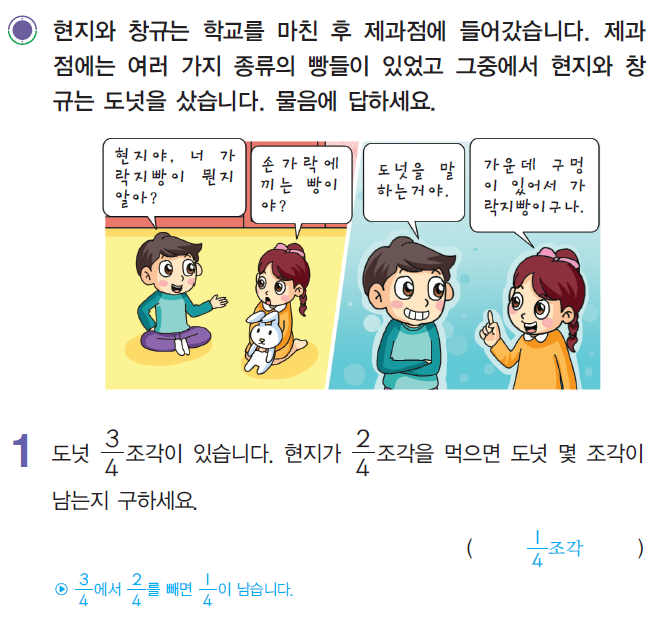 현지와 창규는 학교를 마친 후 제과점에 들어갔습니다. 제과
점에는 여러 가지 종류의 빵들이 있었고 그중에서 현지와 창
규는 도넛을 샀습니다. 물음에 답하세요.
현지야, 너 가
락지빵이 뭔지
알아?
손가락에
끼는 빵이
야?
도넛을 말
하는거야.
가운데 구멍
이 있어서 가
락지빵이구나.
1 도넛 3/4조각이 있습니다. 현지가 2/4조각을 먹으면 도넛 몇 조각이
남는지 구하세요.
( 1/4조각 )
3/4에서 2/4를 빼면 1/4이 남습니다.